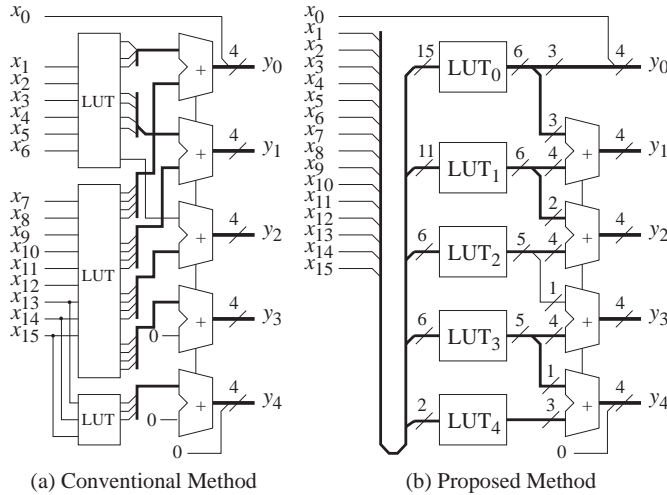 x0
4
y0
x1
x2
x3
x4
x5
x6
LUT
+
4
y1
+
x7
x8
x9
x10
x11
x12
x13
x14
x15
LUT
4
y2
+
4
y3
0
+
LUT
4
y4
0
+
0
(a) Conventional Method
x0
x1
x2
x3
x4
x5
x6
x7
x8
x9
x10
x11
x12
x13
x14
x15
15
LUT0
6
3
4
y0
3
11
LUT1
6
4
+
4
y1
2
6
LUT2
5
4
+
4
y2
1
6
LUT3
5
4
+
4
y3
1
2
LUT4
3
+
4
y4
0
(b) Proposed Method